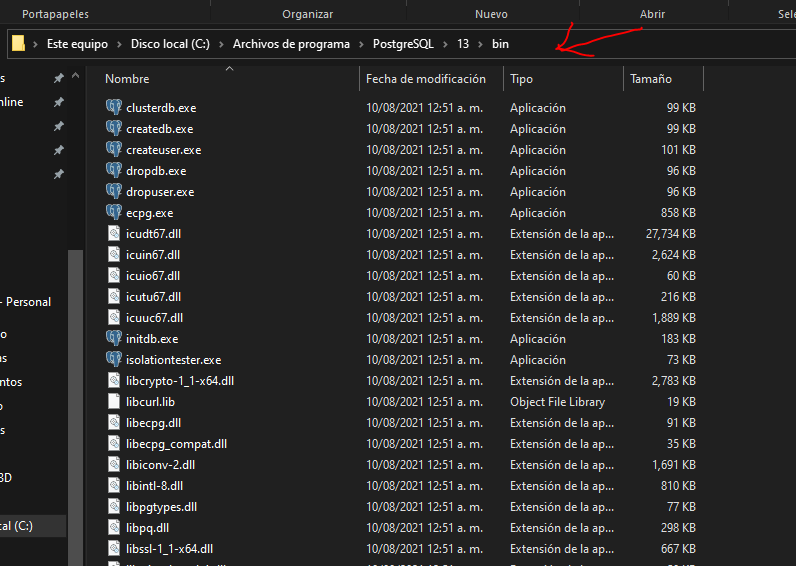 Portapapeles Organizar Nuevo Abrir
Este equipo > Disco local (C:) > Archivos de programa > PostgreSQL > 13 > bin
Nombre Fecha de modificación Tipo Tamaño
clusterdb.exe 10/08/2021 12:51 a. m. Aplicación 99 KB
createdb.exe 10/08/2021 12:51 a. m. Aplicación 99 KB
createuser.exe 10/08/2021 12:51 a. m. Aplicación 101 KB
dropdb.exe 10/08/2021 12:51 a. m. Aplicación 96 KB
dropuser.exe 10/08/2021 12:51 a. m. Aplicación 96 KB
ecpg.exe 10/08/2021 12:51 a. m. Aplicación 858 KB
icudt67.dll 10/08/2021 12:51 a. m. Extensión de la ap... 27,734 KB
icuin67.dll 10/08/2021 12:51 a. m. Extensión de la ap... 2,624 KB
icuio67.dll 10/08/2021 12:51 a. m. Extensión de la ap... 60 KB
icutu67.dll 10/08/2021 12:51 a. m. Extensión de la ap... 216 KB
- Personal
icuuc67.dll 10/08/2021 12:51 a. m. Extensión de la ap... 1,889 KB
initdb.exe 10/08/2021 12:51 a. m. Aplicación 183 KB
isolationtester.exe 10/08/2021 12:51 a. m. Aplicación 73 KB
libcrypto-1_1-x64.dll 10/08/2021 12:51 a. m. Extensión de la ap... 2,783 KB
libcurl.lib 10/08/2021 12:51 a. m. Object File Library 19 KB
libecpg.dll 10/08/2021 12:51 a. m. Extensión de la ap... 91 KB
libecpg_compat.dll 10/08/2021 12:51 a. m. Extensión de la ap... 35 KB
libiconv-2.dll 10/08/2021 12:51 a. m. Extensión de la ap... 1,691 KB
libintl-8.dll 10/08/2021 12:51 a. m. Extensión de la ap... 810 KB
libpgtypes.dll 10/08/2021 12:51 a. m. Extensión de la ap... 77 KB
libpq.dll 10/08/2021 12:51 a. m. Extensión de la ap... 298 KB
(C:)
libssl-1_1-x64.dll 10/08/2021 12:51 a. m. Extensión de la ap... 667 KB